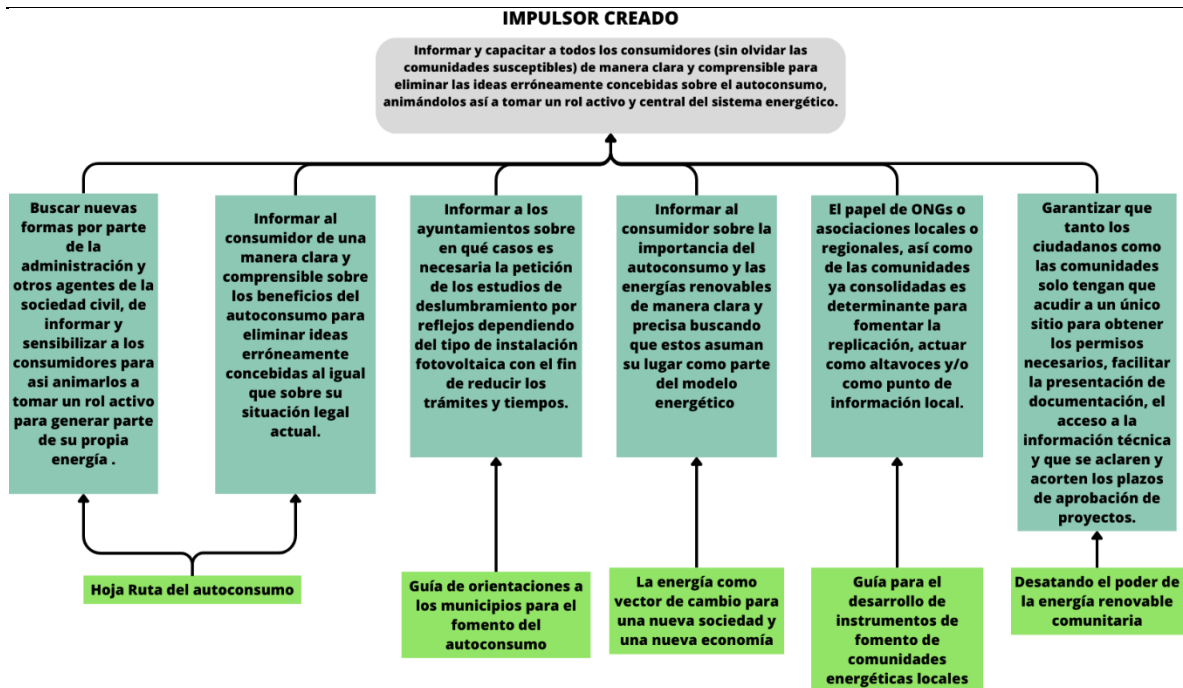 IMPULSOR CREADO
Informar y capacitar a todos los consumidores (sin olvidar las
comunidades susceptibles) de manera clara y comprensible para
eliminar las ideas erróneamente concebidas sobre el autoconsumo,
animándolos así a tomar un rol activo y central del sistema energético.
Buscar nuevas
formas por parte
de la
administración y
otros agentes de la
sociedad civil, de
informar y
sensibilizar a los
consumidores para
asi animarlos a
tomar un rol activo
para generar parte
de su propia
energía .
Informar al
consumidor de una
manera clara y
comprensible sobre
los beneficios del
autoconsumo para
eliminar ideas
erróneamente
concebidas al igual
que sobre su
situación legal
actual.
Informar a los
ayuntamientos sobre
en qué casos es
necesaria la petición
de los estudios de
deslumbramiento por
reflejos dependiendo
del tipo de instalación
fotovoltaica con el fin
de reducir los
trámites y tiempos.
Informar al
consumidor sobre la
importancia del
autoconsumo y las
energías renovables
de manera clara y
precisa buscando
que estos asuman
su lugar como parte
del modelo
energético
El papel de ONGs o
asociaciones locales o
regionales, así como
de las comunidades
ya consolidadas es
determinante para
fomentar la
replicación, actuar
como altavoces y/o
como punto de
información local.
Garantizar que
tanto los
ciudadanos como
las comunidades
solo tengan que
acudir a un único
sitio para obtener
los permisos
necesarios, facilitar
la presentación de
documentación, el
acceso a la
información técnica
y que se aclaren y
acorten los plazos
de aprobación de
proyectos.
Hoja Ruta del autoconsumo
Guía de orientaciones a
los municipios para el
fomento del
autoconsumo
La energía como
vector de cambio para
una nueva sociedad y
una nueva economía
Guía para el
desarrollo de
instrumentos de
fomento de
comunidades
energéticas locales
Desatando el poder de
la energía renovable
comunitaria